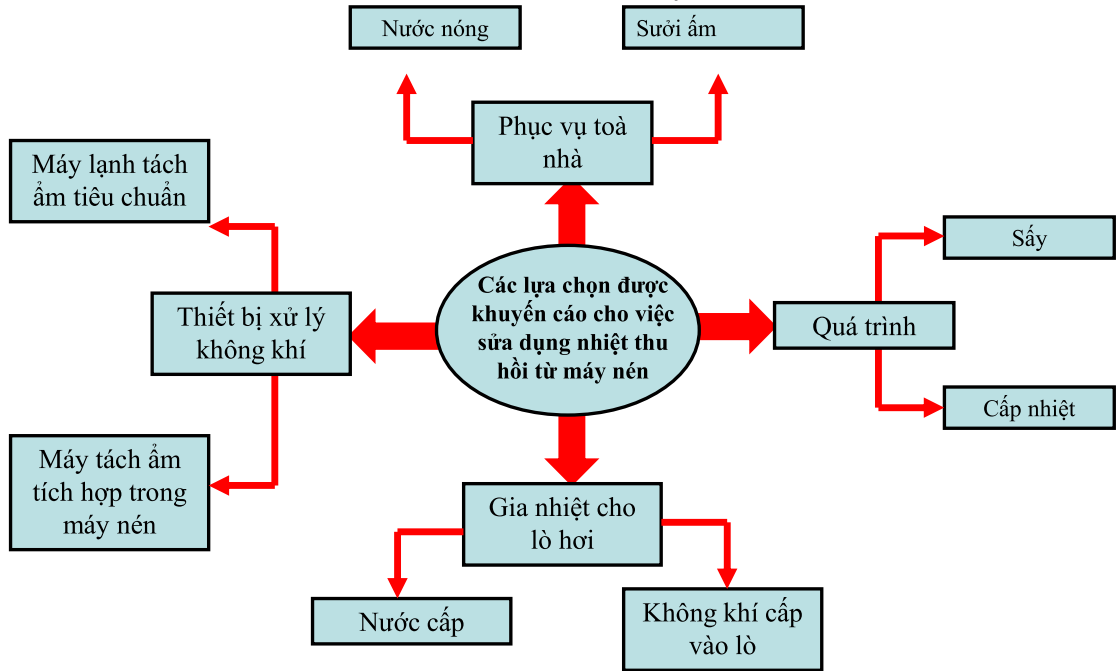 Nước nóng
Sưởi ấm
Phục vụ toà
nhà
Máy lạnh tách
ẩm tiêu chuẩn
Sấy
Các lựa chọn được
khuyến cáo cho việc
sửa dụng nhiệt thu
hồi từ máy nén
Thiết bị xử lý
không khí
Quá trình
Cấp nhiệt
Máy tách ẩm
tích hợp trong
máy nén
Gia nhiệt cho
lò hơi
Nước cấp
Không khí cấp
vào lò